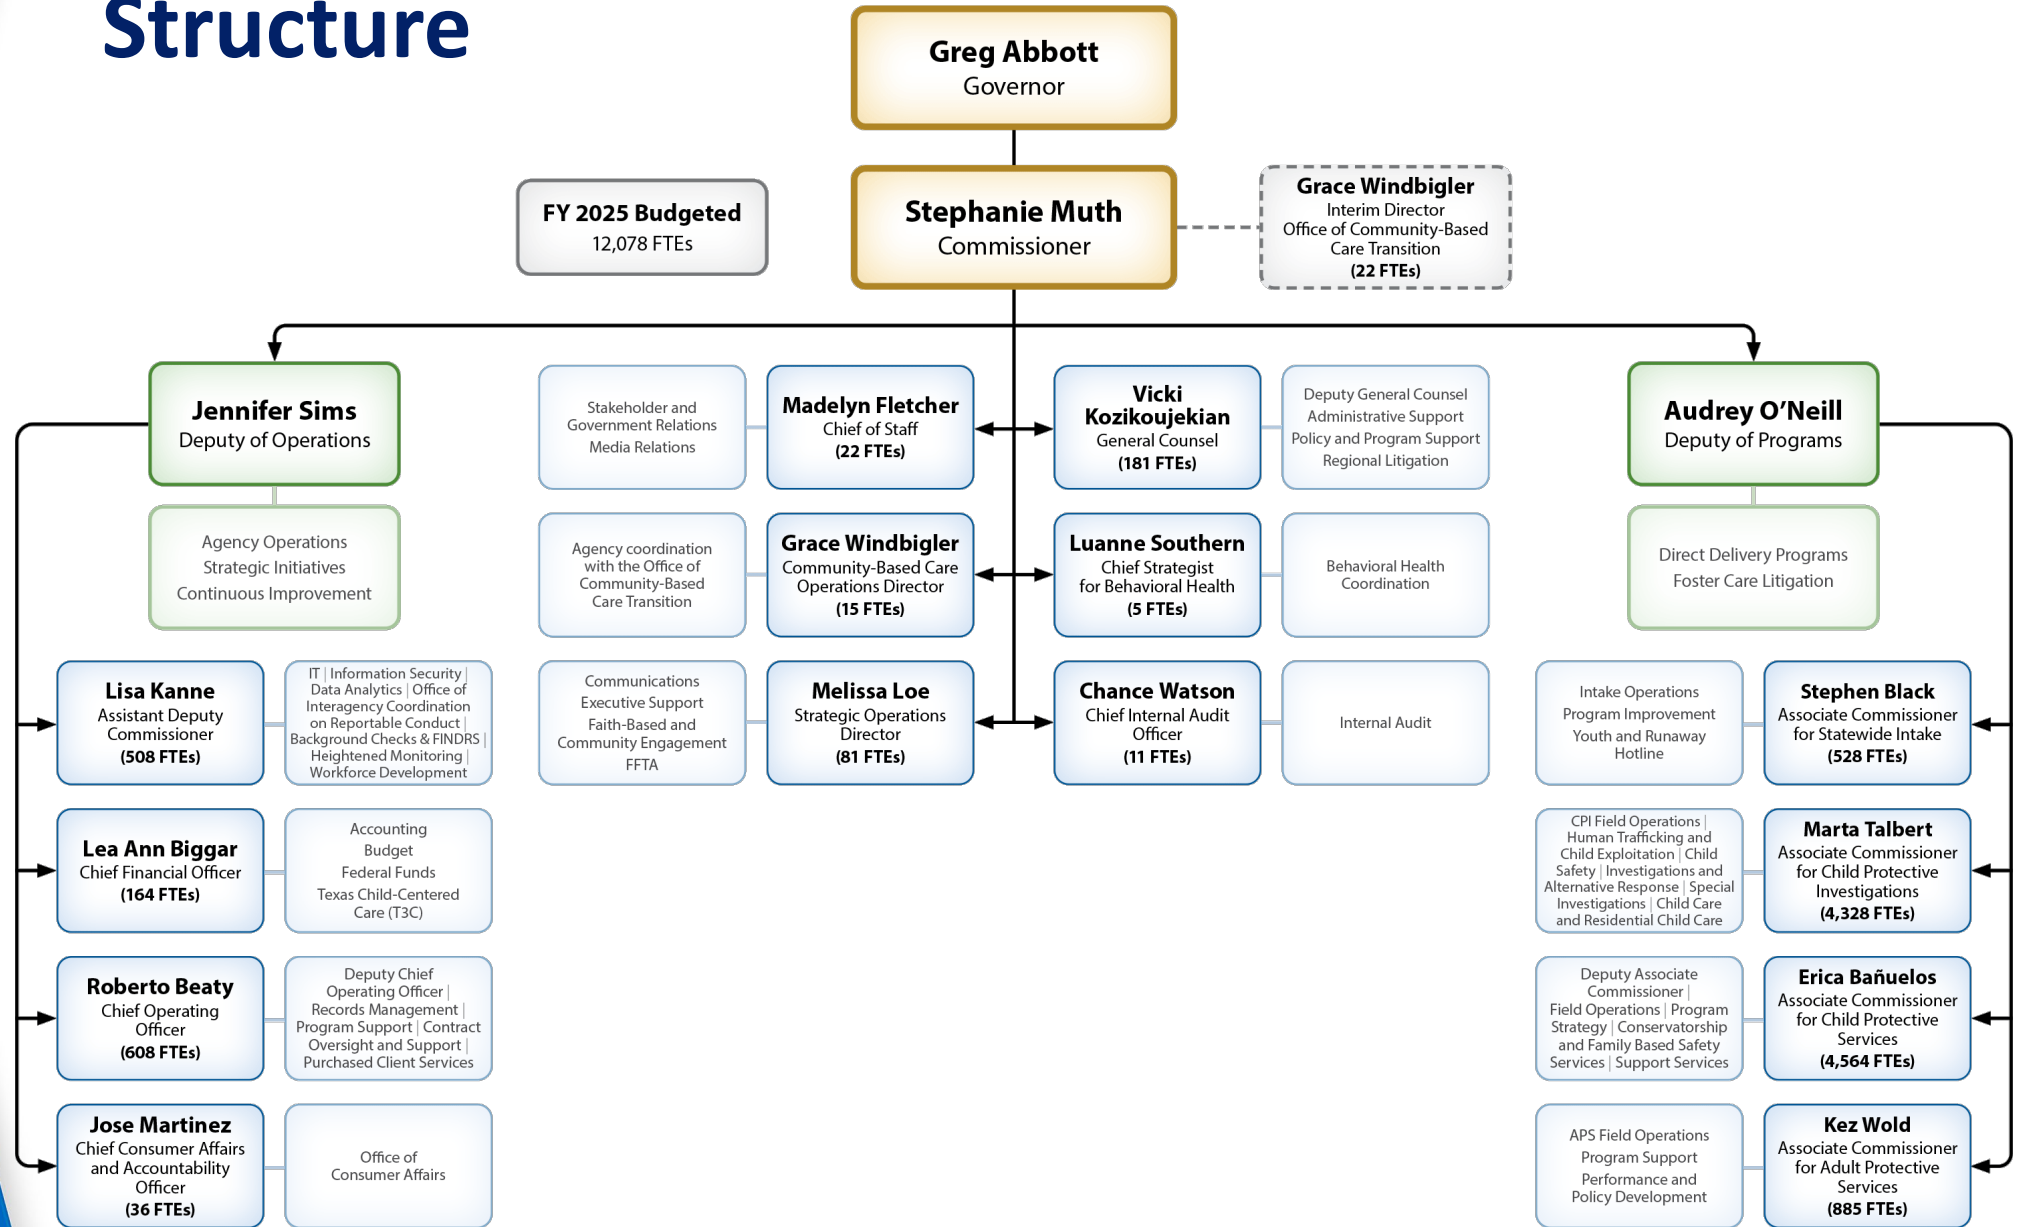 Structure
Greg Abbott
Governor
FY 2025 Budgeted
12,078 FTEs
Stephanie Muth
Commissioner
Grace Windbigler
Interim Director
Office of Community-Based
Care Transition
(22 FTEs)
Jennifer Sims
Deputy of Operations
Agency Operations
Strategic Initiatives
Continuous Improvement
Lisa Kanne
Assistant Deputy
Commissioner
(508 FTEs)
IT | Information Security |
Data Analytics | Office of
Interagency Coordination
on Reportable Conduct |
Background Checks & FINDRS |
Heightened Monitoring |
Workforce Development
Lea Ann Biggar
Chief Financial Officer
(164 FTEs)
Accounting
Budget
Federal Funds
Texas Child-Centered
Care (T3C)
Roberto Beaty
Chief Operating
Officer
(608 FTEs)
Deputy Chief
Operating Officer |
Records Management |
Program Support | Contract
Oversight and Support |
Purchased Client Services
Jose Martinez
Chief Consumer Affairs
and Accountability
Officer
(36 FTEs)
Office of
Consumer Affairs
Stakeholder and
Government Relations
Media Relations
Madelyn Fletcher
Chief of Staff
(22 FTEs)
Vicki
Kozikoujekian
General Counsel
(181 FTEs)
Deputy General Counsel
Administrative Support
Policy and Program Support
Regional Litigation
Agency coordination
with the Office of
Community-Based
Care Transition
Grace Windbigler
Community-Based Care
Operations Director
(15 FTEs)
Luanne Southern
Chief Strategist
for Behavioral Health
(5 FTEs)
Behavioral Health
Coordination
Communications
Executive Support
Faith-Based and
Community Engagement
FFTA
Melissa Loe
Strategic Operations
Director
(81 FTEs)
Chance Watson
Chief Internal Audit
Officer
(11 FTEs)
Internal Audit
Audrey O’Neill
Deputy of Programs
Direct Delivery Programs
Foster Care Litigation
Intake Operations
Program Improvement
Youth and Runaway
Hotline
Stephen Black
Associate Commissioner
for Statewide Intake
(528 FTEs)
CPI Field Operations |
Human Trafficking and
Child Exploitation | Child
Safety | Investigations and
Alternative Response | Special
Investigations | Child Care
and Residential Child Care
Marta Talbert
Associate Commissioner
for Child Protective
Investigations
(4,328 FTEs)
Deputy Associate
Commissioner |
Field Operations | Program
Strategy | Conservatorship
and Family Based Safety
Services | Support Services
Erica Bañuelos
Associate Commissioner
for Child Protective
Services
(4,564 FTEs)
APS Field Operations
Program Support
Performance and
Policy Development
Kez Wold
Associate Commissioner
for Adult Protective
Services
(885 FTEs)